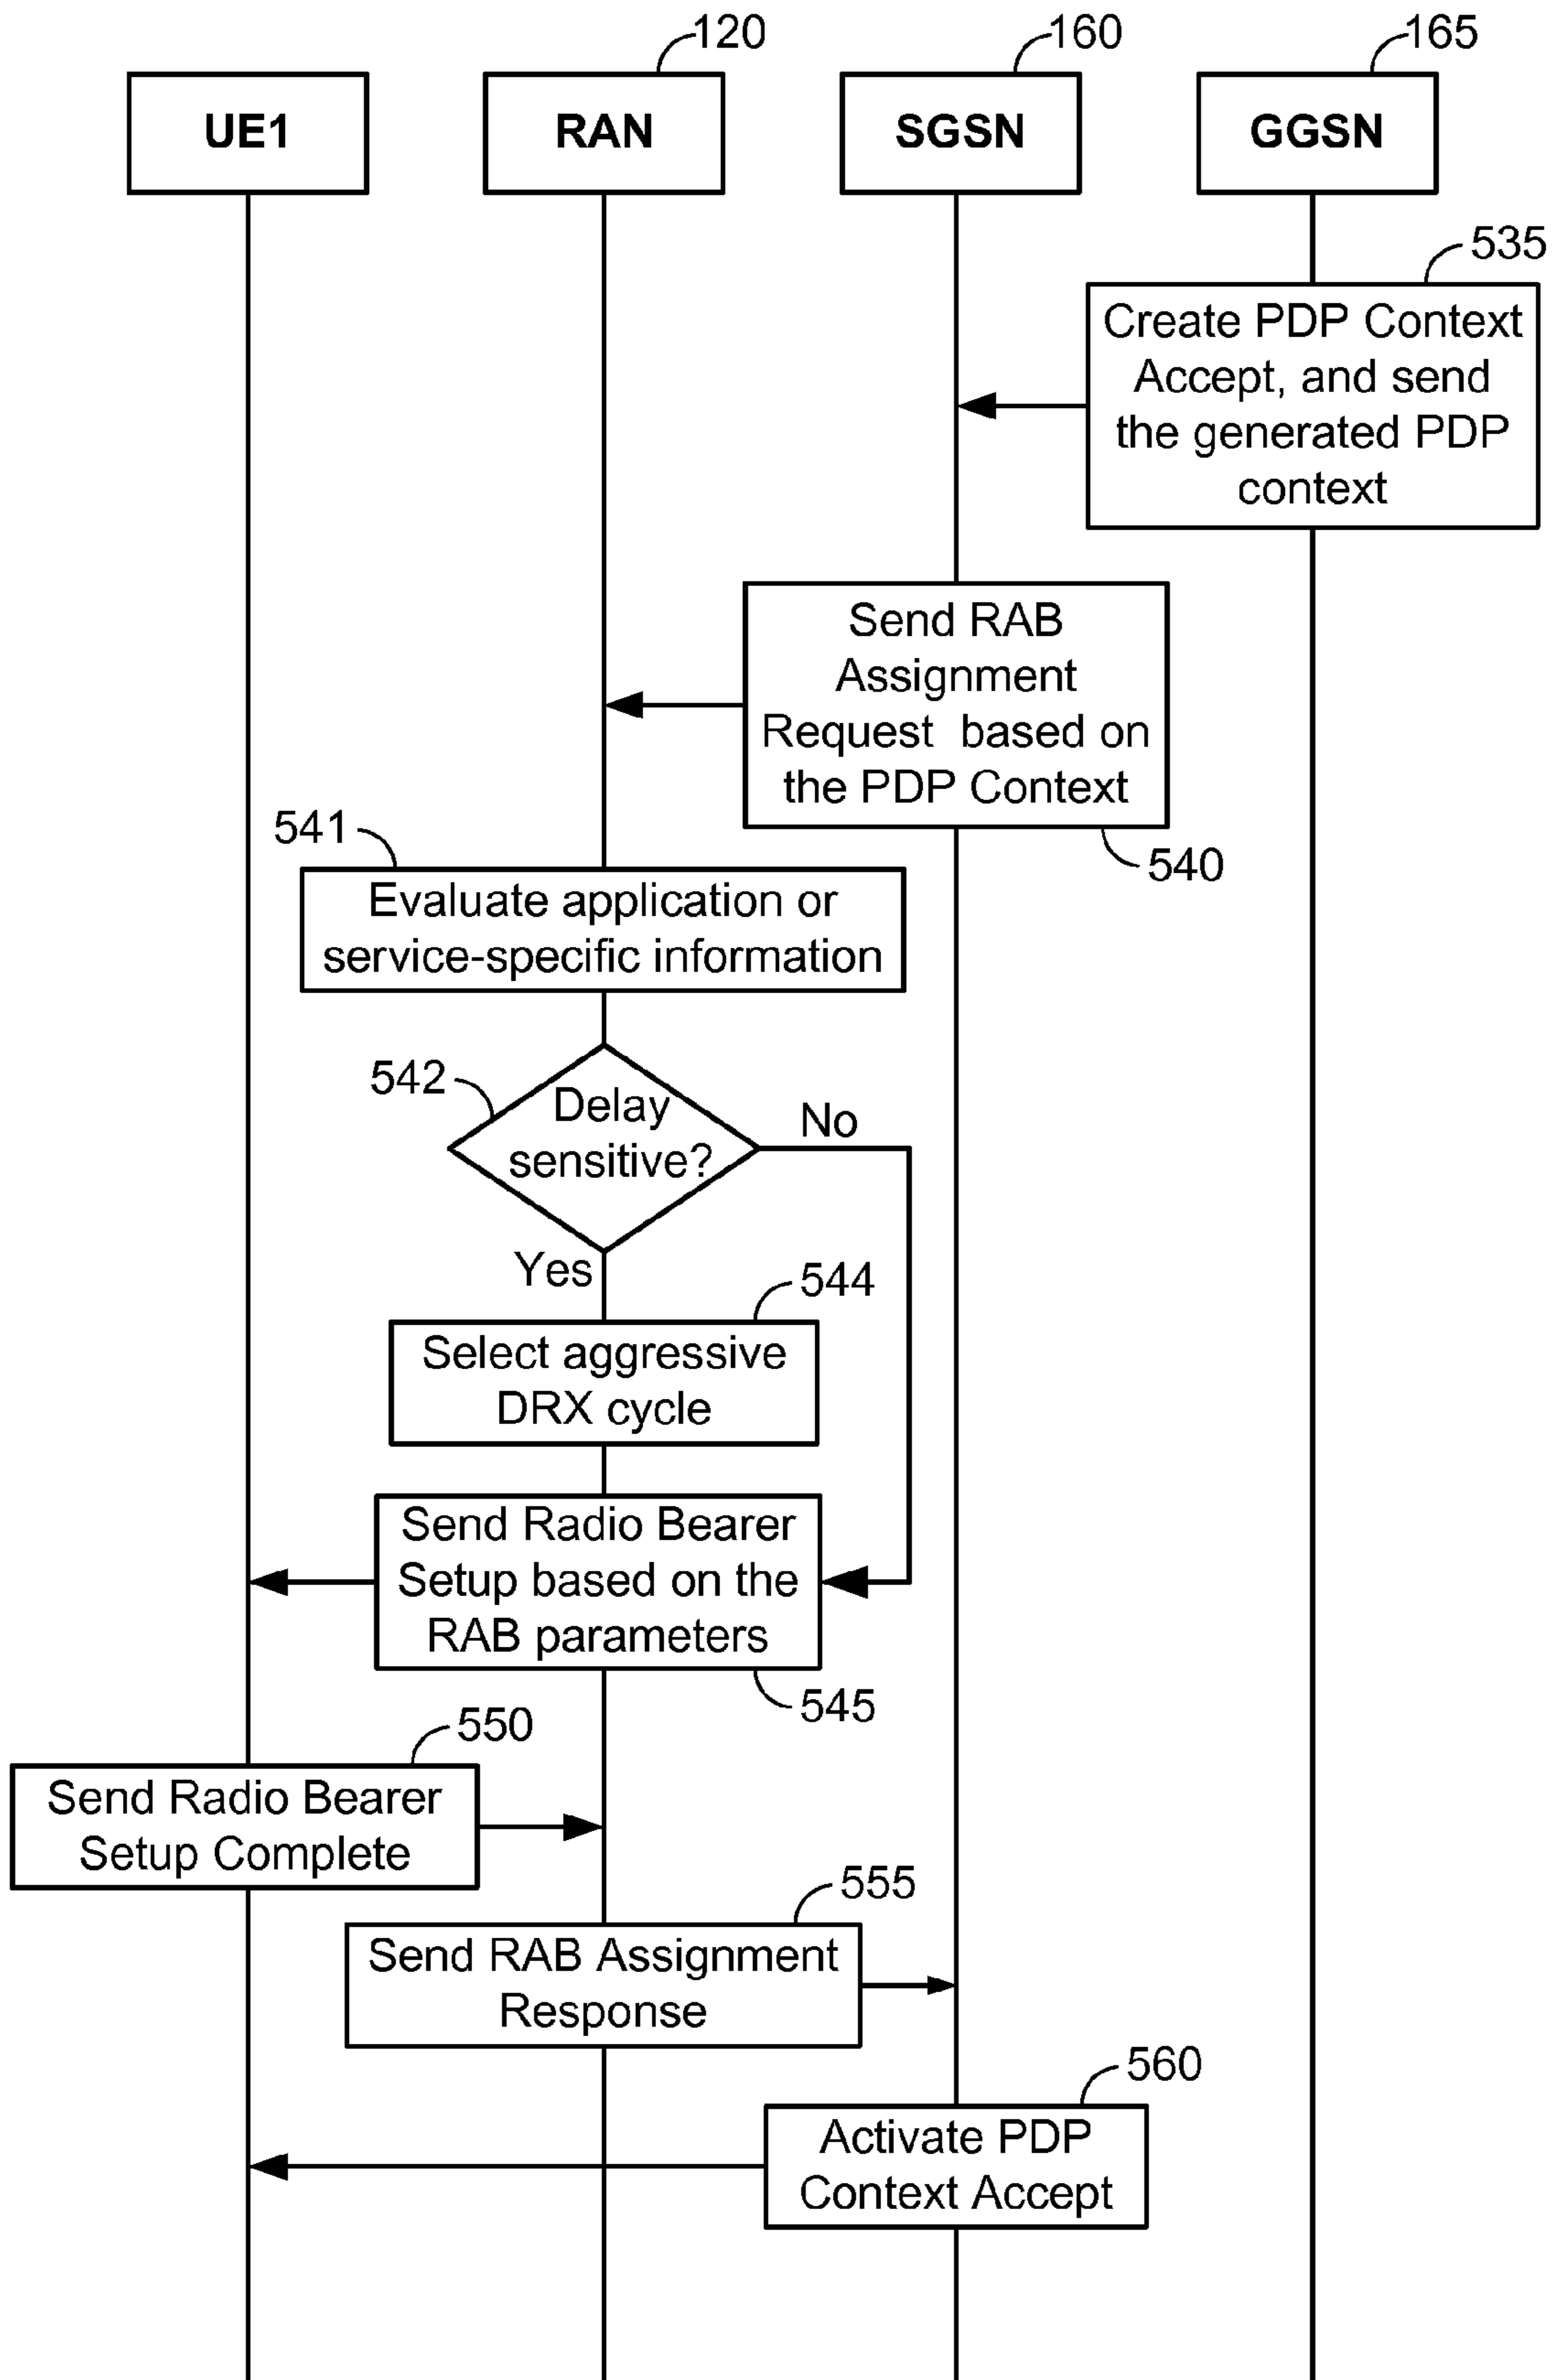 120
160
165
UE1
RAN
SGSN
GGSN
535
Create PDP Context
Accept, and send
the generated PDP
context
Send RAB
Assignment
Request based on
the PDP Context
540
541
Evaluate application or
service-specific information
542
Delay
sensitive?
No
Yes
544
Select aggressive
DRX cycle
Send Radio Bearer
Setup based on the
RAB parameters
545
550
Send Radio Bearer
Setup Complete
555
Send RAB Assignment
Response
560
Activate PDP
Context Accept